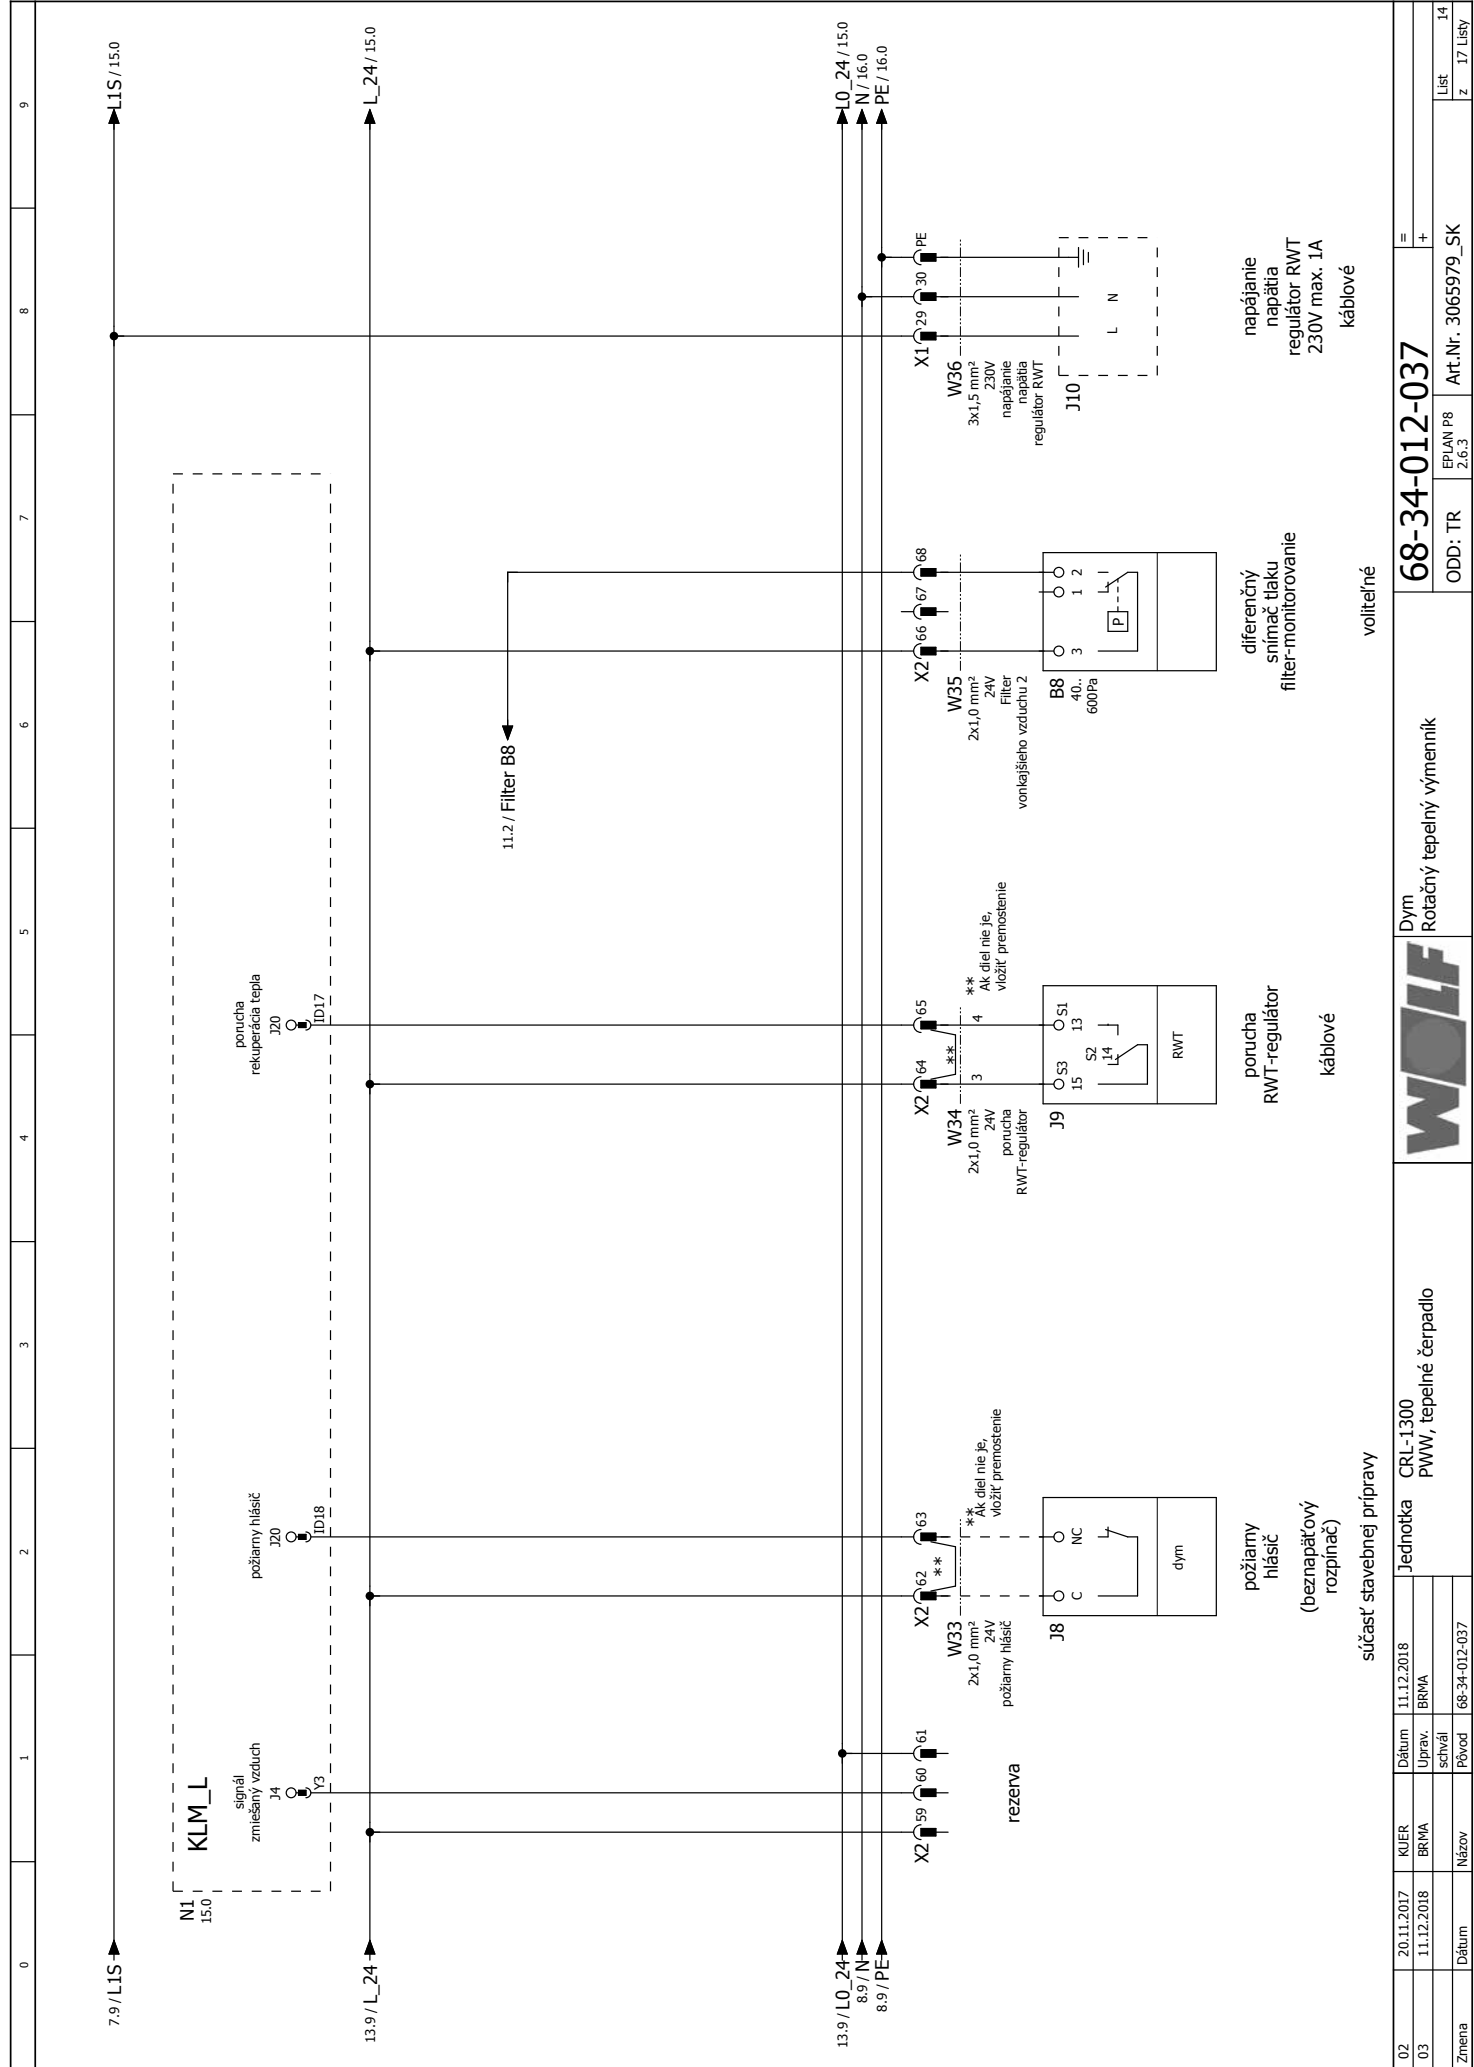 0 1 2 3 4 5 6 7 8 9
7.9 / L1S
L1S / 15.0
N1
15.0
KLM_L
signál
zmiešaný vzduch
J4
Y3
požiarny hlásič
J20
ID18
porucha
rekuperácia tepla
J20
ID17
13.9 / L_24
L_24 / 15.0
11.2 / Filter B8
13.9 / L0_24
L0_24 / 15.0
8.9 / N
N / 16.0
8.9 / PE
PE / 16.0
X2 59 60 61
rezerva
X2 62 63
**
W33
2x1,0 mm²
24V
požiarny hlásič
**
Ak diel nie je,
vložiť premostenie
J8
C NC
dym
požiarny
hlásič
(beznapäťový
rozpínač)
súčasť stavebnej prípravy
X2 64 65
**
W34
2x1,0 mm²
24V
porucha
RWT-regulátor
3 4
**
Ak diel nie je,
vložiť premostenie
J9
S3 S1
15 13
S2
14
RWT
porucha
RWT-regulátor
káblové
X2 66 67 68
W35
2x1,0 mm²
24V
Filter
vonkajšieho vzduchu 2
B8
40..
600Pa
3 1 2
P
diferenčný
snímač tlaku
filter-monitorovanie
voliteľné
X1 29 30 PE
W36
3x1,5 mm²
230V
napájanie
napätia
regulátor RWT
J10
L N
napájanie
napätia
regulátor RWT
230V max. 1A
káblové
02 20.11.2017 KUER Dátum 11.12.2018
03 11.12.2018 BRMA Uprav. BRMA
schvál
Zmena Dátum Názov Pôvod 68-34-012-037
Jednotka CRL-1300
PWW, tepelné čerpadlo
WOLF
Dym
Rotačný tepelný výmenník
68-34-012-037
=
+
ODD: TR
EPLAN P8
2.6.3
Art.Nr. 3065979_SK
List 14
z 17 Listy